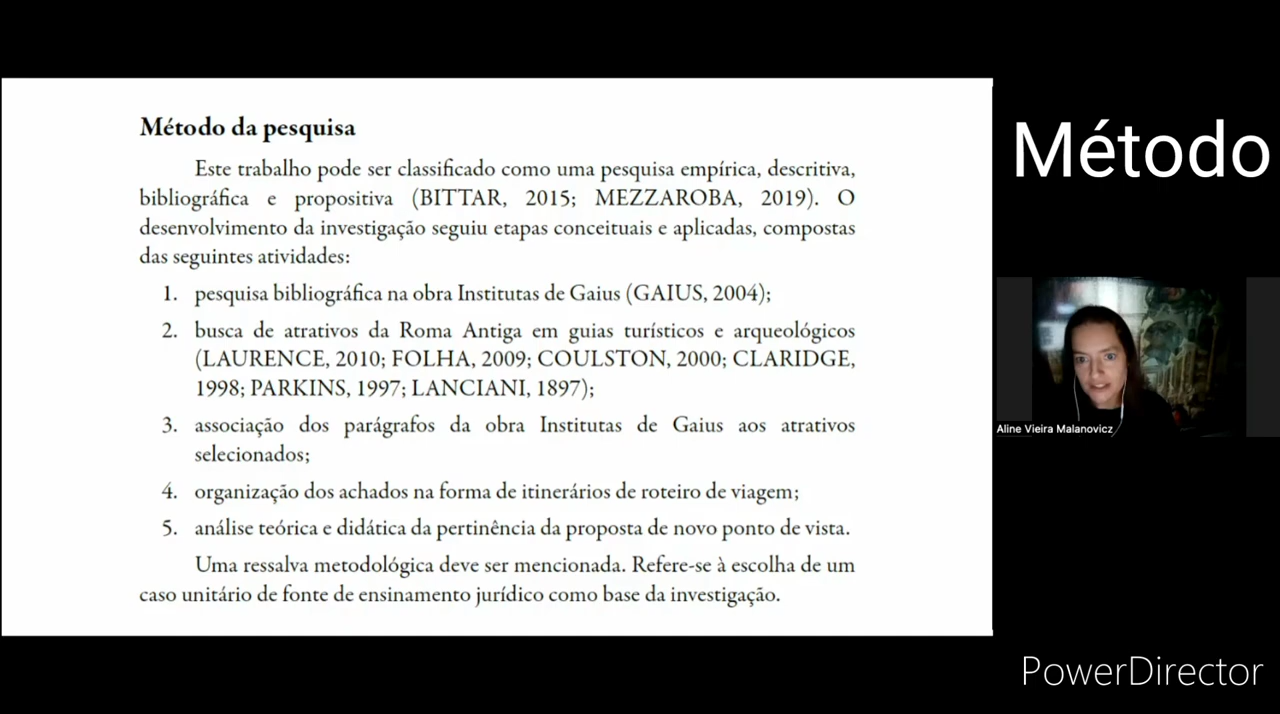 Método da pesquisa
Este trabalho pode ser classificado como uma pesquisa empírica, descritiva,
bibliográfica e propositiva (BITTAR, 2015; MEZZAROBA, 2019). O
desenvolvimento da investigação seguiu etapas conceituais e aplicadas, compostas
das seguintes atividades:
1. pesquisa bibliográfica na obra Institutas de Gaius (GAIUS, 2004);
2. busca de atrativos da Roma Antiga em guias turísticos e arqueológicos
(LAURENCE, 2010; FOLHA, 2009; COULSTON, 2000; CLARIDGE,
1998; PARKINS, 1997; LANCIANI, 1897);
3. associação dos parágrafos da obra Institutas de Gaius aos atrativos
selecionados;
4. organização dos achados na forma de itinerários de roteiro de viagem;
5. análise teórica e didática da pertinência da proposta de novo ponto de vista.
Uma ressalva metodológica deve ser mencionada. Refere-se à escolha de um
caso unitário de fonte de ensinamento jurídico como base da investigação.
Método
Aline Vieira Malanovicz
PowerDirector